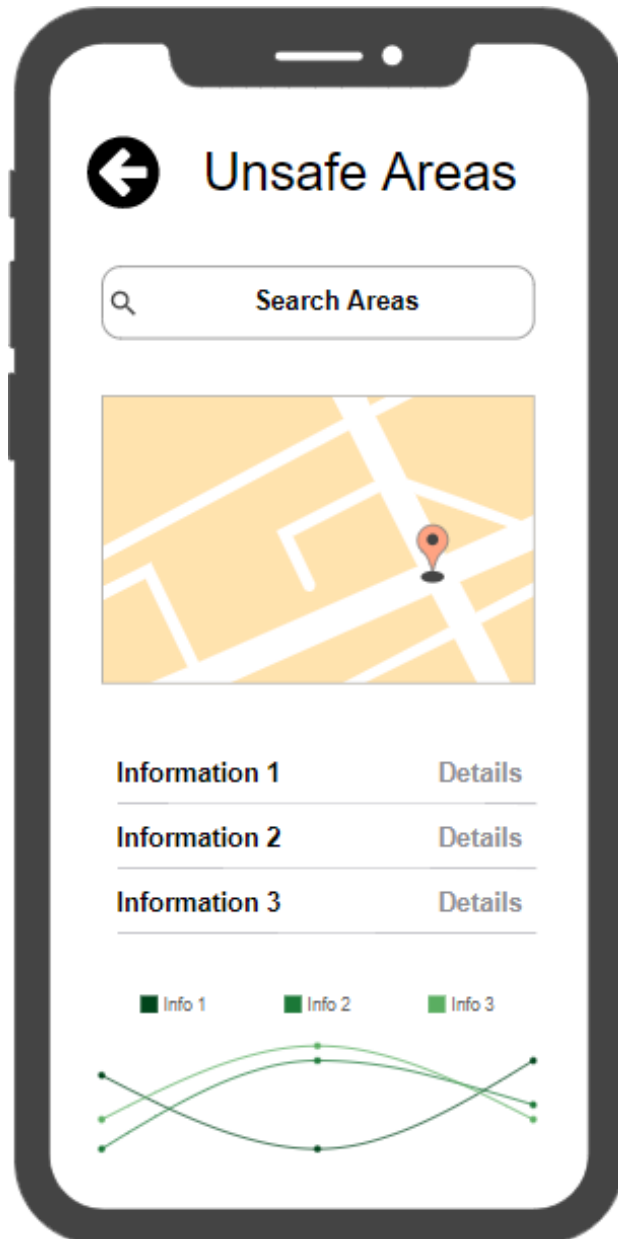 Unsafe Areas
Search Areas
Information 1 Details
Information 2 Details
Information 3 Details
Info 1 Info 2 Info 3